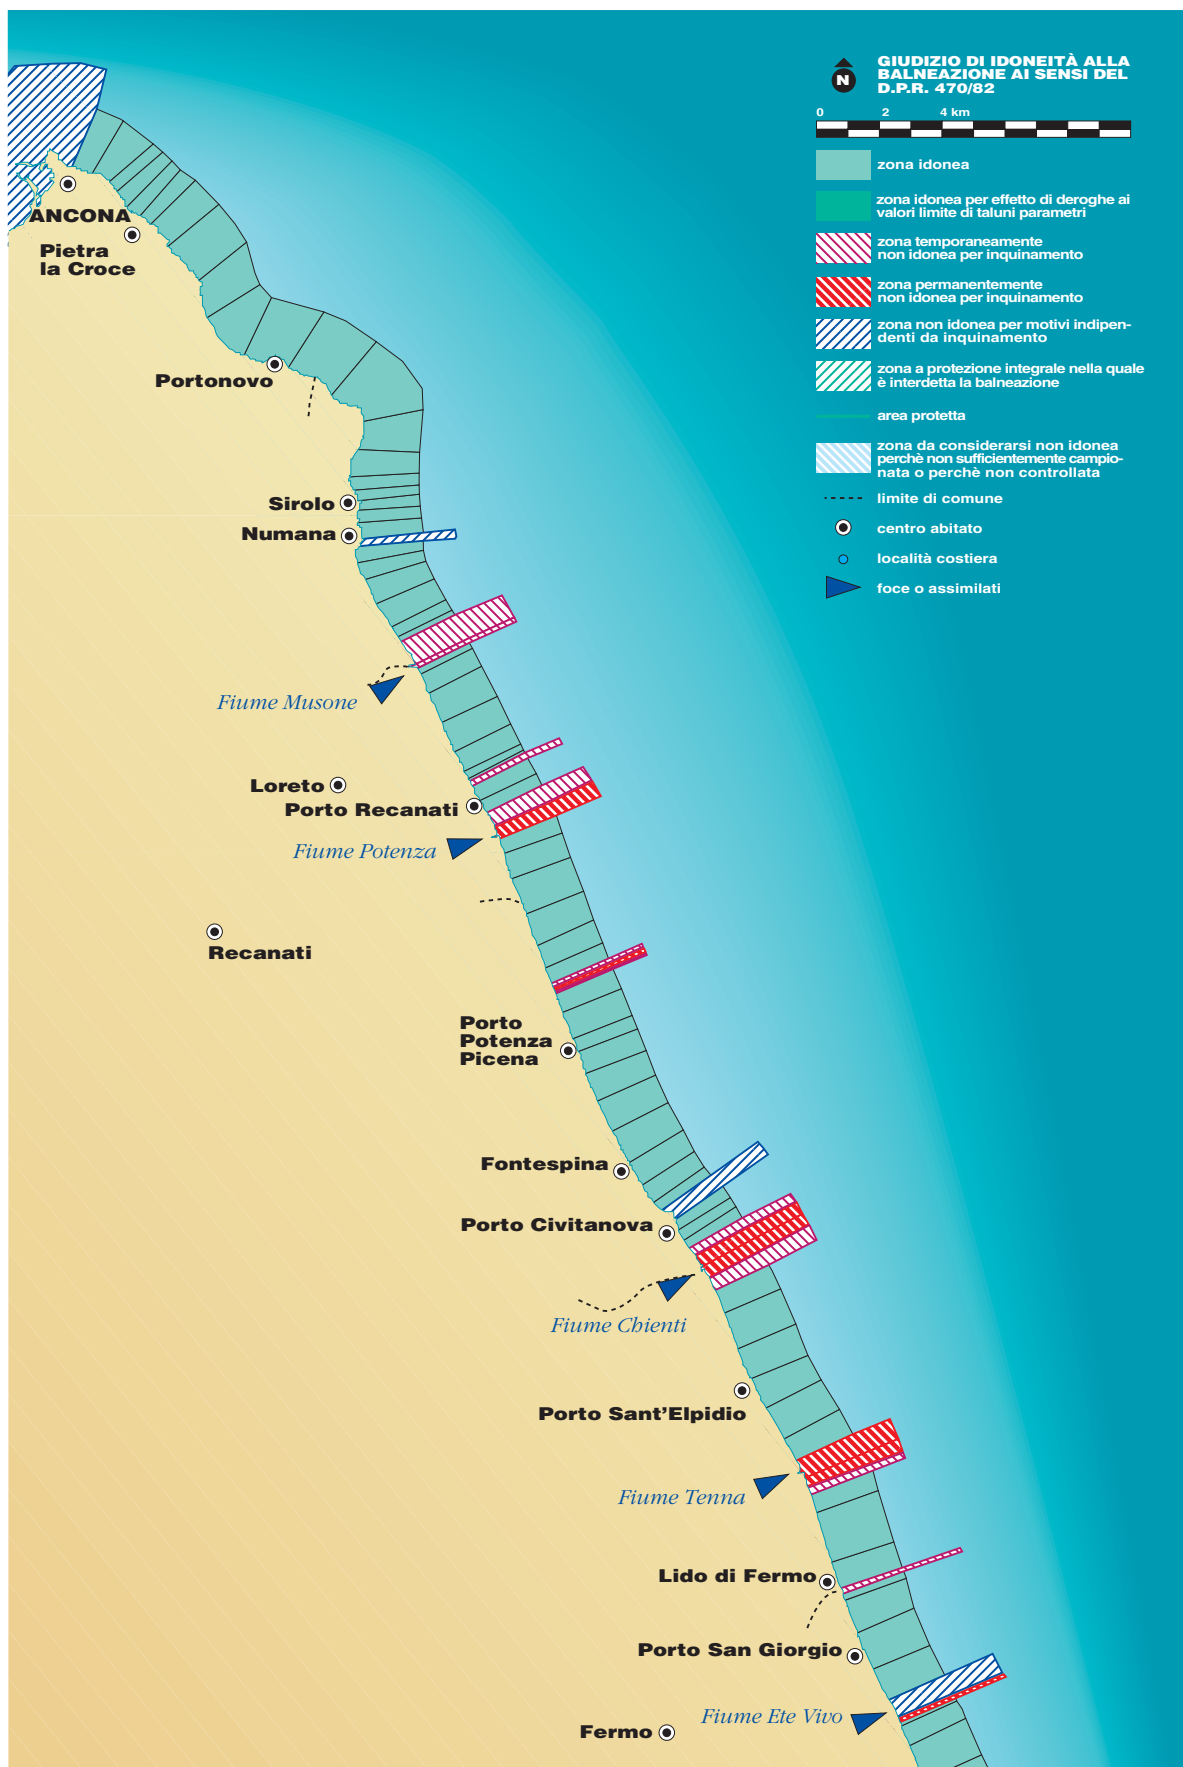 GIUDIZIO DI IDONEITÀ ALLA
BALNEAZIONE AI SENSI DEL
D.P.R. 470/82
N
0 2 4 km
zona idonea
zona idonea per effetto di deroghe ai
valori limite di taluni parametri
zona temporaneamente
non idonea per inquinamento
zona permanentemente
non idonea per inquinamento
zona non idonea per motivi indipen-
denti da inquinamento
zona a protezione integrale nella quale
è interdetta la balneazione
area protetta
zona da considerarsi non idonea
perchè non sufficientemente campio-
nata o perchè non controllata
limite di comune
centro abitato
località costiera
foce o assimilati
ANCONA
Pietra
la Croce
Portonovo
Sirolo
Numana
Fiume Musone
Loreto
Porto Recanati
Fiume Potenza
Recanati
Porto
Potenza
Picena
Fontespina
Porto Civitanova
Fiume Chienti
Porto Sant'Elpidio
Fiume Tenna
Lido di Fermo
Porto San Giorgio
Fiume Ete Vivo
Fermo